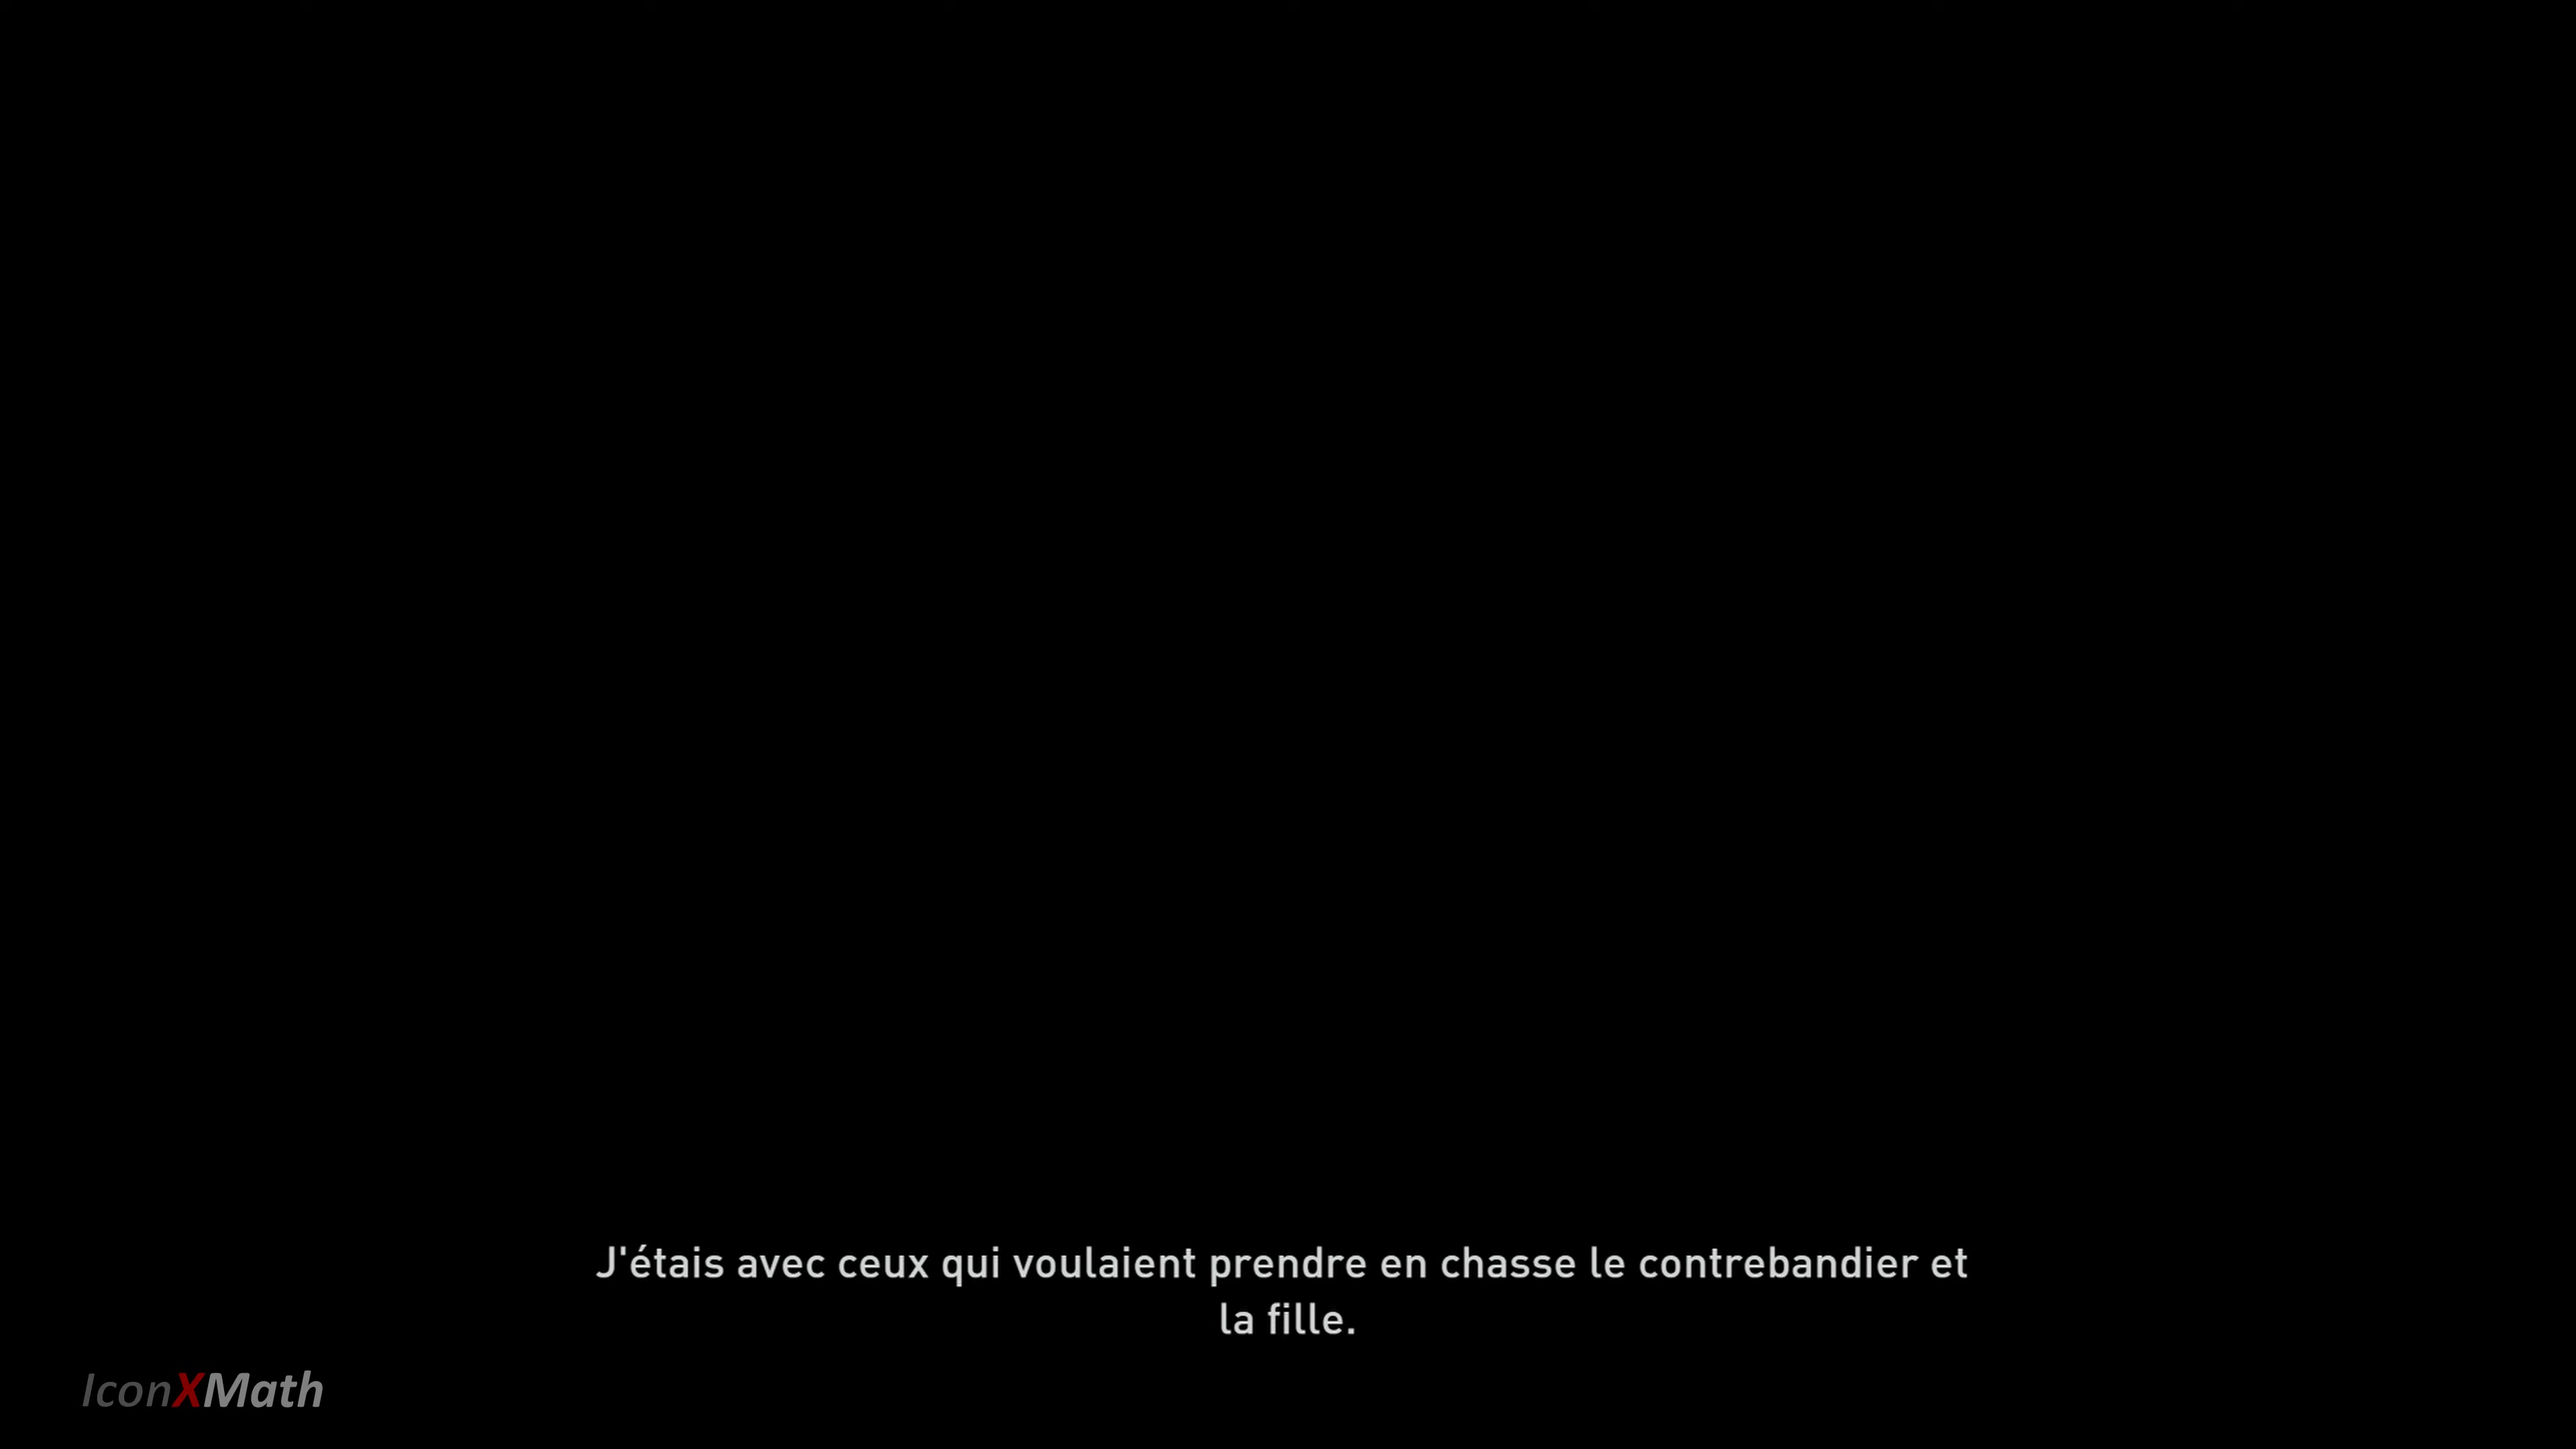 J'étais avec ceux qui voulaient prendre en chasse le contrebandier et
la fille.
IconXMath